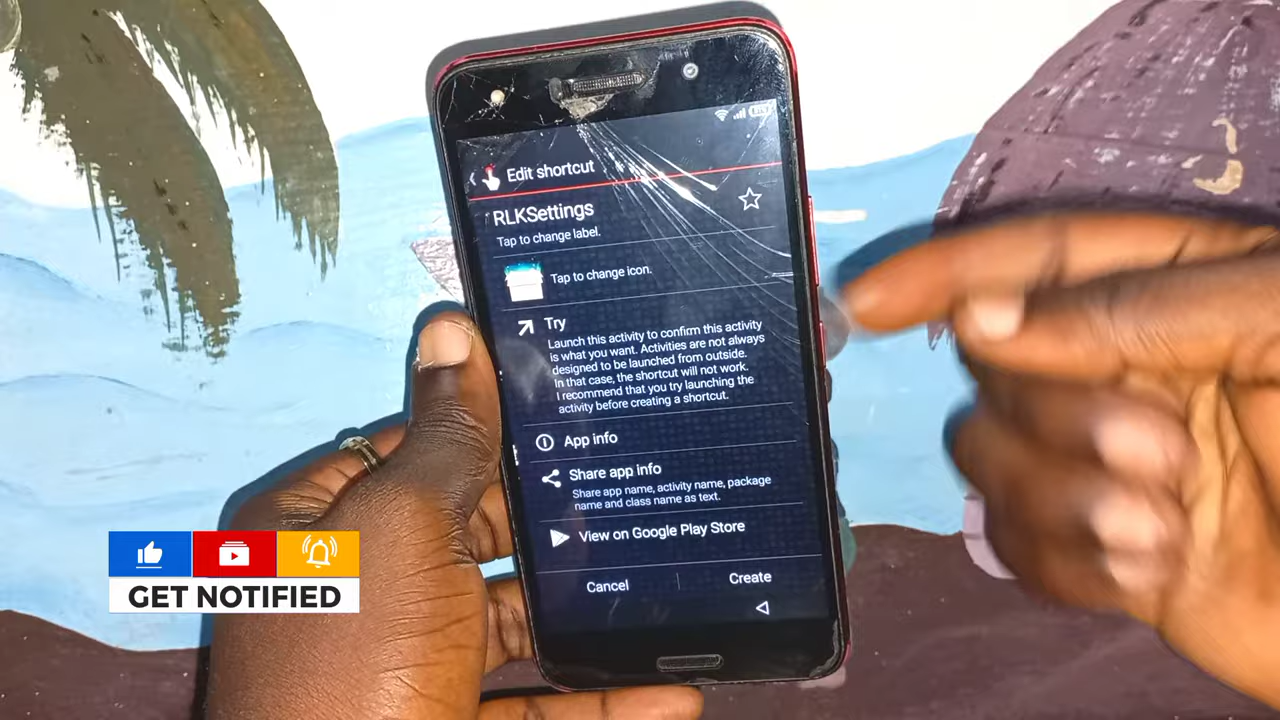 Edit shortcut
RLKSettings
Tap to change label.
Tap to change icon.
Try
Launch this activity to confirm this activity
is what you want. Activities are not always
designed to be launched from outside.
In that case, the shortcut will not work.
I recommend that you try launching the
activity before creating a shortcut.
App info
Share app info
Share app name, activity name, package
name and class name as text.
View on Google Play Store
Cancel
Create
GET NOTIFIED